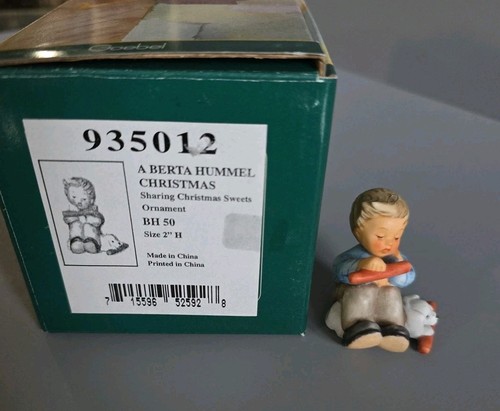 Goebel
935012
A BERTA HUMMEL
CHRISTMAS
Sharing Christmas Sweets
Ornament
BH 50
Size 2" H
Made in China
Printed in China
7 15596 52592 8